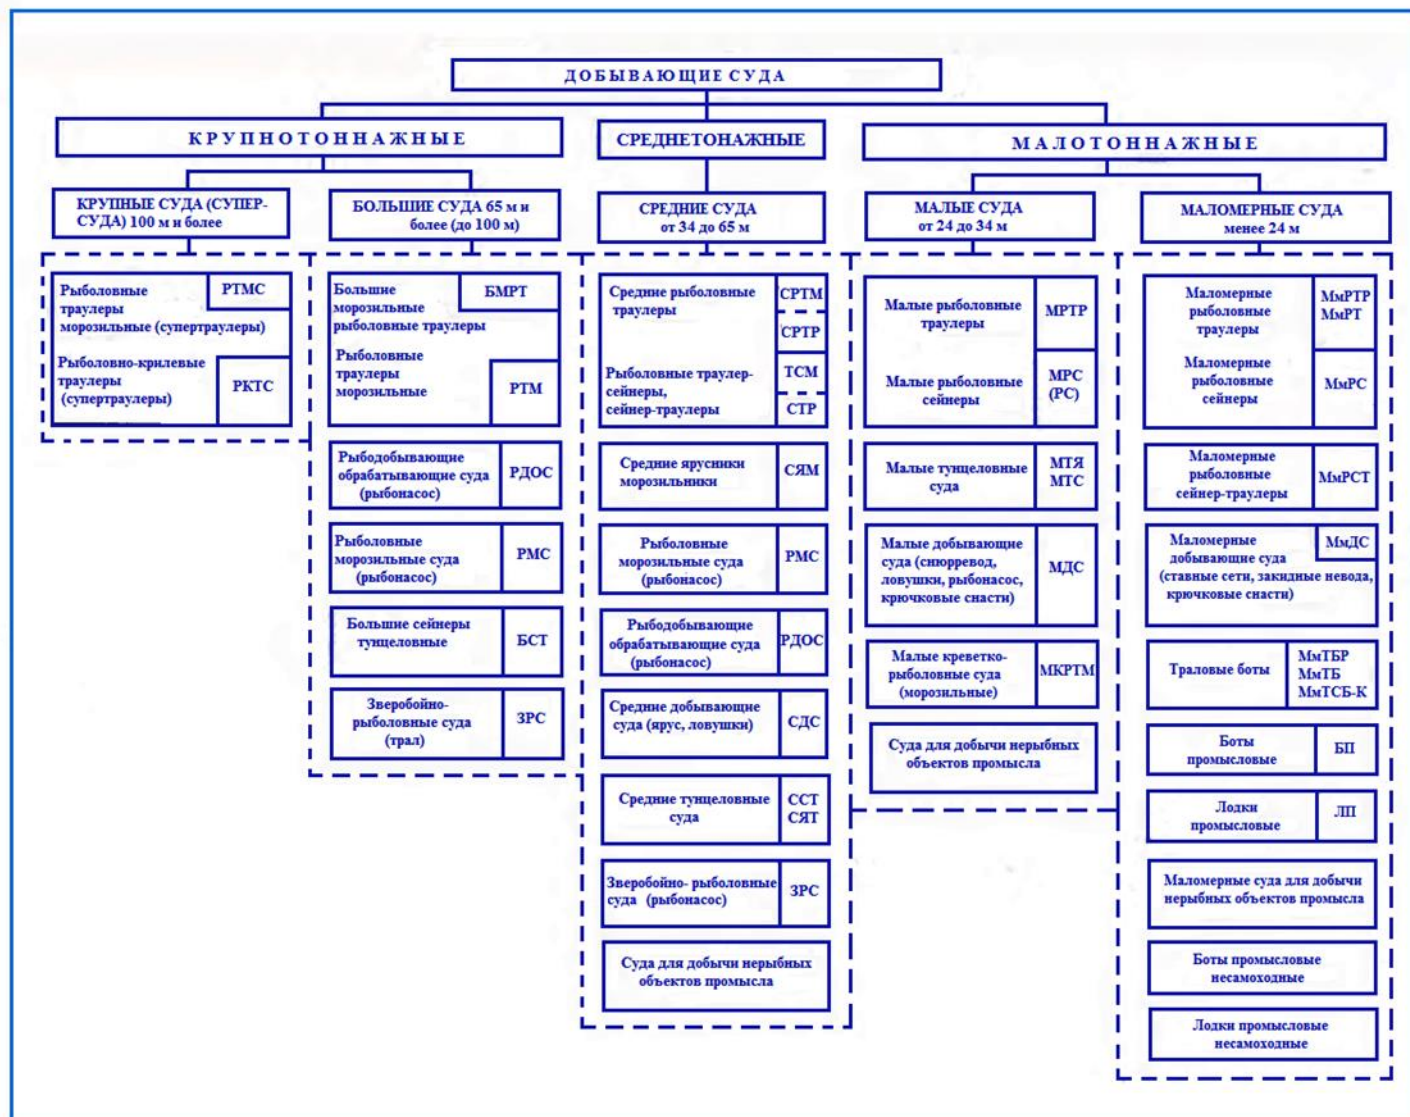 ДОБЫВАЮЩИЕ СУДА
КРУПНОТОННАЖНЫЕ
СРЕДНЕТОНАЖНЫЕ
МАЛОТОННАЖНЫЕ
КРУПНЫЕ СУДА (СУПЕР-
СУДА) 100 м и более
БОЛЬШИЕ СУДА 65 м и
более (до 100 м)
СРЕДНИЕ СУДА
от 34 до 65 м
МАЛЫЕ СУДА
от 24 до 34 м
МАЛОМЕРНЫЕ СУДА
менее 24 м
Рыболовные
траулеры
морозильные (супертраулеры)
РТМС
Рыболовно-крилевые
траулеры
(супертраулеры)
РКТС
Большие
морозильные
рыболовные траулеры
БМРТ
Рыболовные
траулеры
морозильные
РТМ
Рыбодобывающие
обрабатывающие суда
(рыбонасос)
РДОС
Рыболовные
морозильные суда
(рыбонасос)
РМС
Большие сейнеры
тунцеловные
БСТ
Зверобойно-
рыболовные суда
(трал)
ЗРС
Средние рыболовные
траулеры
СРТМ
СРТР
Рыболовные траулер-
сейнеры,
сейнер-траулеры
ТСМ
СТР
Средние ярусники
морозильники
СЯМ
Рыболовные
морозильные суда
(рыбонасос)
РМС
Рыбодобывающие
обрабатывающие суда
(рыбонасос)
РДОС
Средние добывающие
суда (ярус, ловушки)
СДС
Средние тунцеловные
суда
ССТ
СЯТ
Зверобойно- рыболовные
суда (рыбонасос)
ЗРС
Суда для добычи нерыбных
объектов промысла
Малые рыболовные
траулеры
МРТР
Малые рыболовные
сейнеры
МРС
(РС)
Малые тунцеловные
суда
МТЯ
МТС
Малые добывающие
суда (снюрревод,
ловушки, рыбонасос,
крючковые снасти)
МДС
Малые креветко-
рыболовные суда
(морозильные)
МКРТМ
Суда для добычи нерыбных
объектов промысла
Маломерные
рыболовные
траулеры
МмРТР
МмРТ
Маломерные
рыболовные
сейнеры
МмРС
Маломерные
рыболовные
сейнер-траулеры
МмРСТ
Маломерные
добывающие суда
(ставные сети, закидные невода,
крючковые снасти)
МмДС
Траловые боты
МмТБР
МмТБ
МмТСБ-К
Боты
промысловые
БП
Лодки
промысловые
ЛП
Маломерные суда для добычи
нерыбных объектов промысла
Боты промысловые
несамоходные
Лодки промысловые
несамоходные